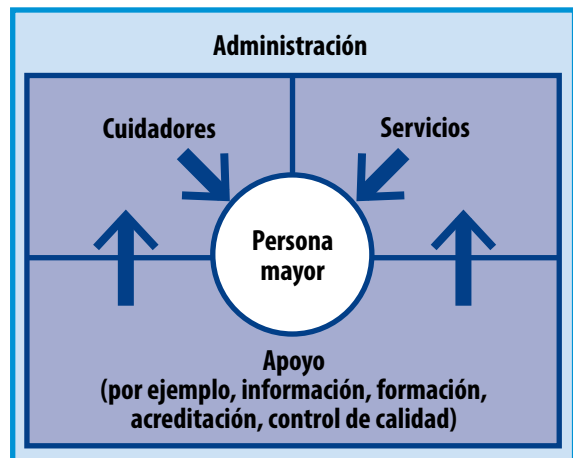 Administración
Cuidadores
Servicios
Persona
mayor
Apoyo
(por ejemplo, información, formación,
acreditación, control de calidad)